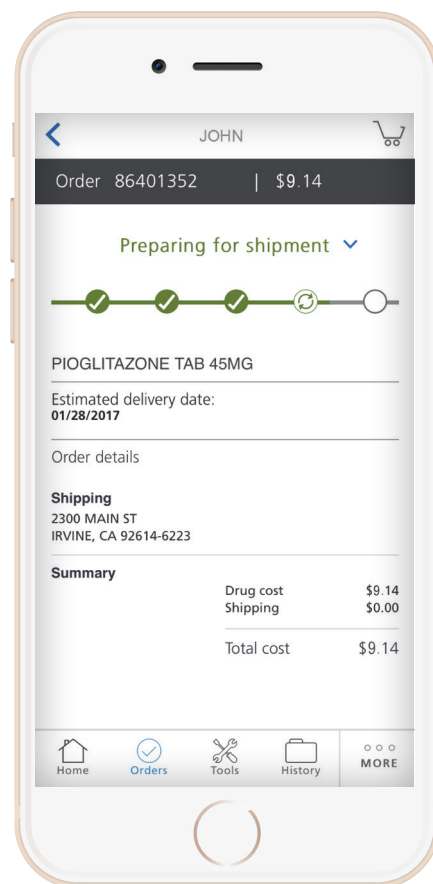 JOHN
Order 86401352 | $9.14
Preparing for shipment
PIOGLITAZONE TAB 45MG
Estimated delivery date:
01/28/2017
Order details
Shipping
2300 MAIN ST
IRVINE, CA 92614-6223
Summary
Drug cost $9.14
Shipping $0.00
Total cost $9.14
Home Orders Tools History MORE